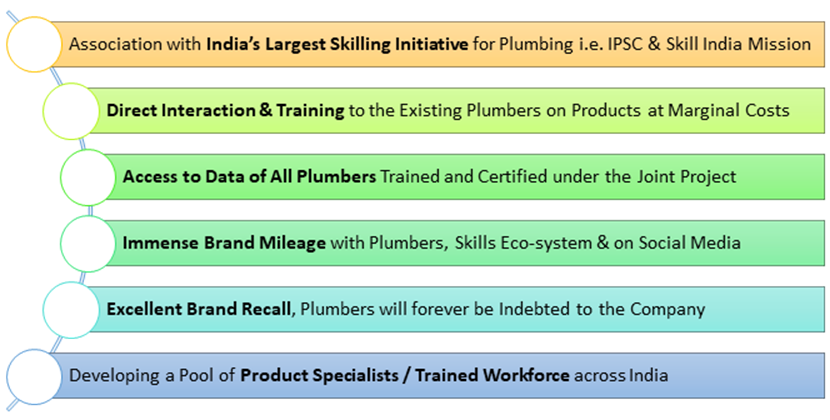 Association with India's Largest Skilling Initiative for Plumbing i.e. IPSC & Skill India Mission
Direct Interaction & Training to the Existing Plumbers on Products at Marginal Costs
Access to Data of All Plumbers Trained and Certified under the Joint Project
Immense Brand Mileage with Plumbers, Skills Eco-system & on Social Media
Excellent Brand Recall, Plumbers will forever be Indebted to the Company
Developing a Pool of Product Specialists / Trained Workforce across India